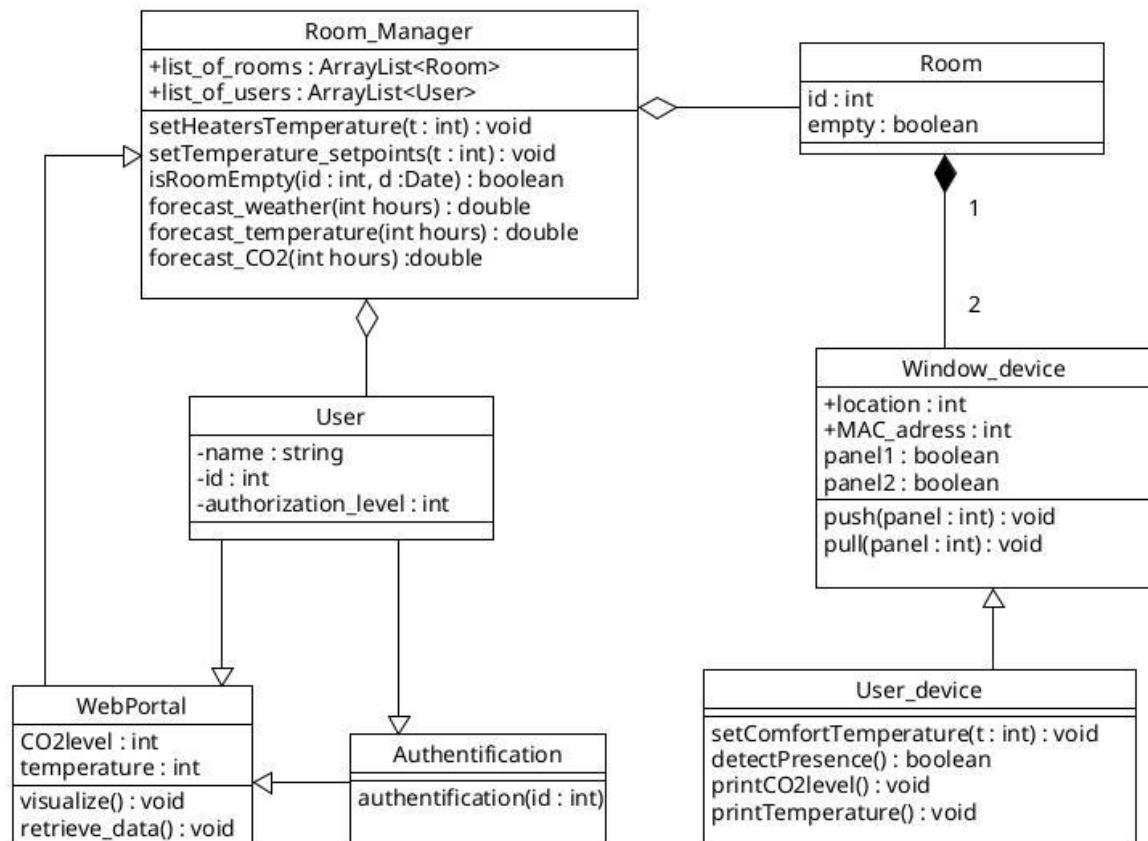 Room_Manager
+list_of_rooms : ArrayList<Room>
+list_of_users : ArrayList<User>
setHeatersTemperature(t : int) : void
setTemperature_setpoints(t : int) : void
isRoomEmpty(id : int, d :Date) : boolean
forecast_weather(int hours) : double
forecast_temperature(int hours) : double
forecast_CO2(int hours) :double
Room
id : int
empty : boolean
1
2
Window_device
+location : int
+MAC_adress : int
panel1 : boolean
panel2 : boolean
push(panel : int) : void
pull(panel : int) : void
User
-name : string
-id : int
-authorization_level : int
WebPortal
CO2level : int
temperature : int
visualize() : void
retrieve_data() : void
Authentification
authentification(id : int)
User_device
setComfortTemperature(t : int) : void
detectPresence() : boolean
printCO2level() : void
printTemperature() : void